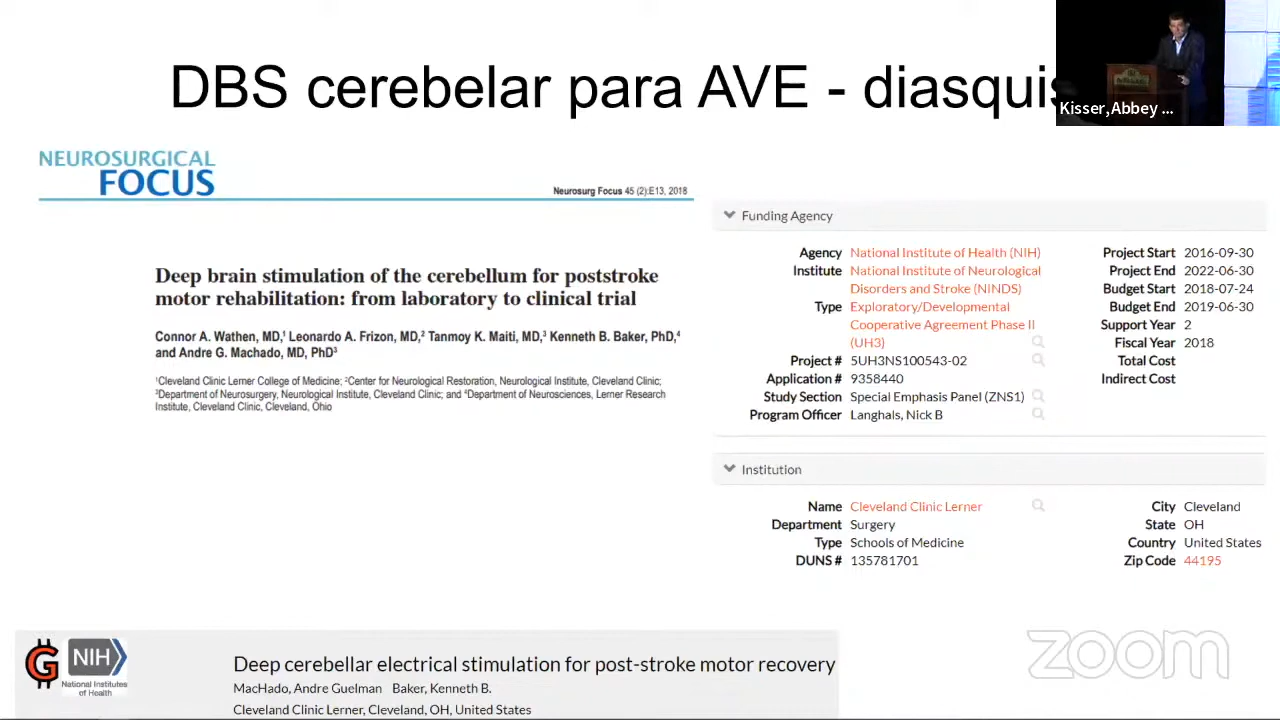 DBS cerebelar para AVE - diasquis
Kisser,Abbey ...
NEUROSURGICAL
FOCUS
Neurosurg Focus 45 (2):E13, 2018
Deep brain stimulation of the cerebellum for poststroke
motor rehabilitation: from laboratory to clinical trial
Connor A. Wathen, MD,¹ Leonardo A. Frizon, MD,² Tanmoy K. Maiti, MD,³ Kenneth B. Baker, PhD,⁴
and Andre G. Machado, MD, PhD³
¹Cleveland Clinic Lerner College of Medicine; ²Center for Neurological Restoration, Neurological Institute, Cleveland Clinic;
³Department of Neurosurgery, Neurological Institute, Cleveland Clinic; and ⁴Department of Neurosciences, Lerner Research
Institute, Cleveland Clinic, Cleveland, Ohio
Funding Agency
Agency National Institute of Health (NIH)
Institute National Institute of Neurological
Disorders and Stroke (NINDS)
Type Exploratory/Developmental
Cooperative Agreement Phase II
(UH3)
Project # 5UH3NS100543-02
Application # 9358440
Study Section Special Emphasis Panel (ZNS1)
Program Officer Langhals, Nick B
Project Start 2016-09-30
Project End 2022-06-30
Budget Start 2018-07-24
Budget End 2019-06-30
Support Year 2
Fiscal Year 2018
Total Cost
Indirect Cost
Institution
Name Cleveland Clinic Lerner
Department Surgery
Type Schools of Medicine
DUNS # 135781701
City Cleveland
State OH
Country United States
Zip Code 44195
G
NIH
National Institutes
of Health
Deep cerebellar electrical stimulation for post-stroke motor recovery
MacHado, Andre Guelman Baker, Kenneth B.
Cleveland Clinic Lerner, Cleveland, OH, United States
zoom